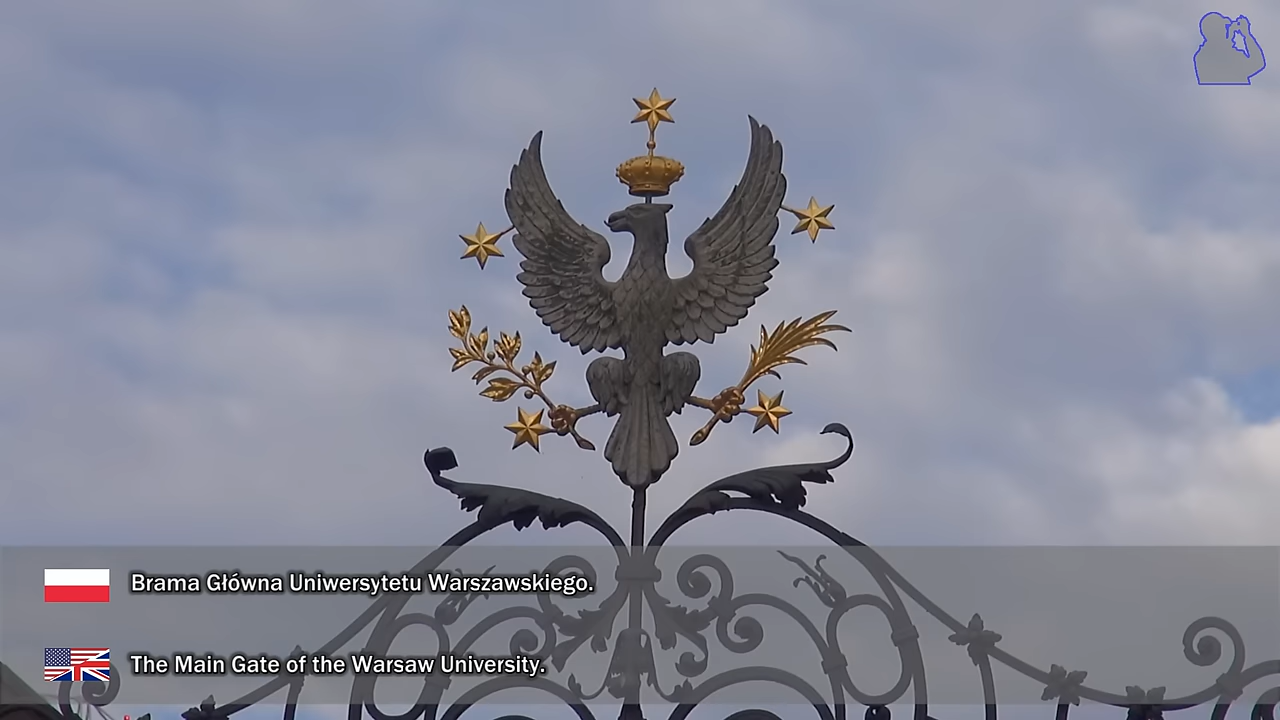 Brama Główna Uniwersytetu Warszawskiego.
The Main Gate of the Warsaw University.